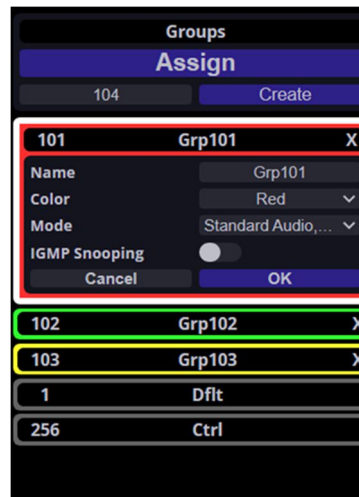 Groups
Assign
104 Create
101 Grp101 X
Name Grp101
Color Red
Mode Standard Audio,...
IGMP Snooping
Cancel OK
102 Grp102 X
103 Grp103 X
1 Dflt
256 Ctrl